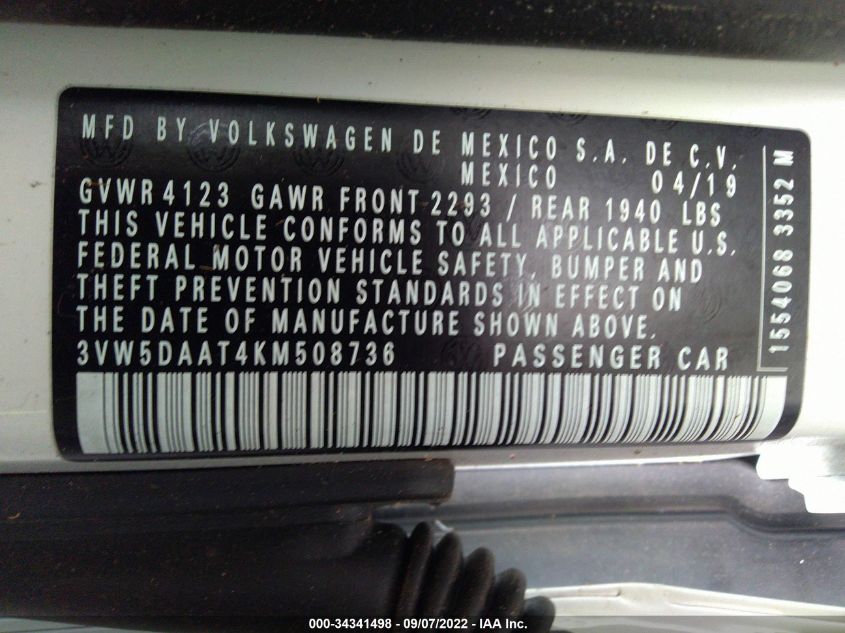 MFD BY VOLKSWAGEN DE MEXICO S.A. DE C.V.
MEXICO 04/19
GVWR 4123 GAWR FRONT 2293 / REAR 1940 LBS
THIS VEHICLE CONFORMS TO ALL APPLICABLE U.S.
FEDERAL MOTOR VEHICLE SAFETY, BUMPER AND
THEFT PREVENTION STANDARDS IN EFFECT ON
THE DATE OF MANUFACTURE SHOWN ABOVE.
3VW5DAAT4KM508736 PASSENGER CAR
1554068 3352 M
000-34341498 - 09/07/2022 - IAA Inc.